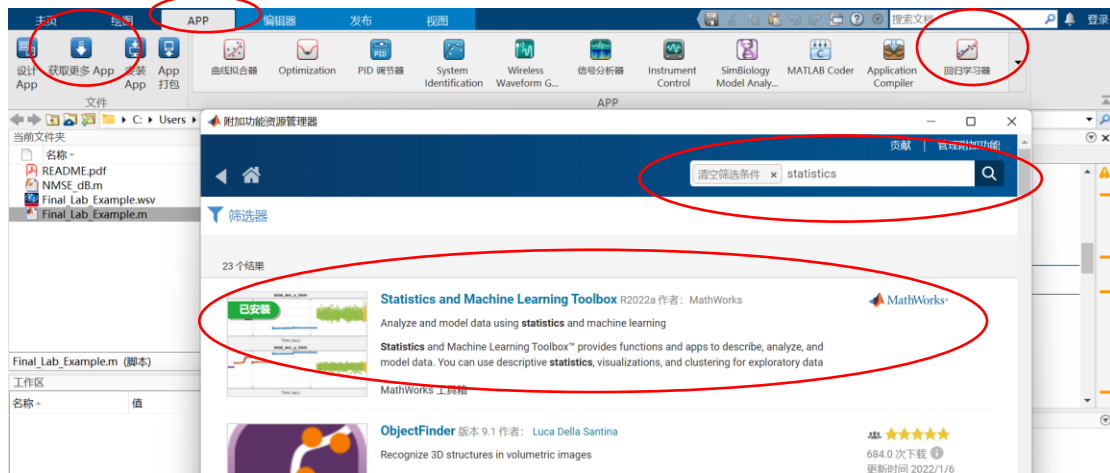 主页 绘图 APP 编辑器 发布 视图 搜索文档 登录
设计 App 获取更多 App 安装 App App 打包 曲线拟合器 Optimization PID 调节器 System Identification Wireless Waveform G... 信号分析器 Instrument Control SimBiology Model Analy... MATLAB Coder Application Compiler 回归学习器
文件 APP
C: Users
附加功能资源管理器
当前文件夹
贡献 | 管理附加功能
名称
README.pdf
NMSE_dB.m
Final_Lab_Example.wsv
Final_Lab_Example.m
清空筛选条件 × statistics
筛选器
23 个结果
已安装
Statistics and Machine Learning Toolbox R2022a 作者: MathWorks
MathWorks
Analyze and model data using statistics and machine learning
Statistics and Machine Learning Toolbox™ provides functions and apps to describe, analyze, and
model data. You can use descriptive statistics, visualizations, and clustering for exploratory data
MathWorks 工具箱
Final_Lab_Example.m (脚本)
工作区
名称 值
ObjectFinder 版本 9.1 作者: Luca Della Santina
Recognize 3D structures in volumetric images
684.0 次下载
更新时间 2022/1/6